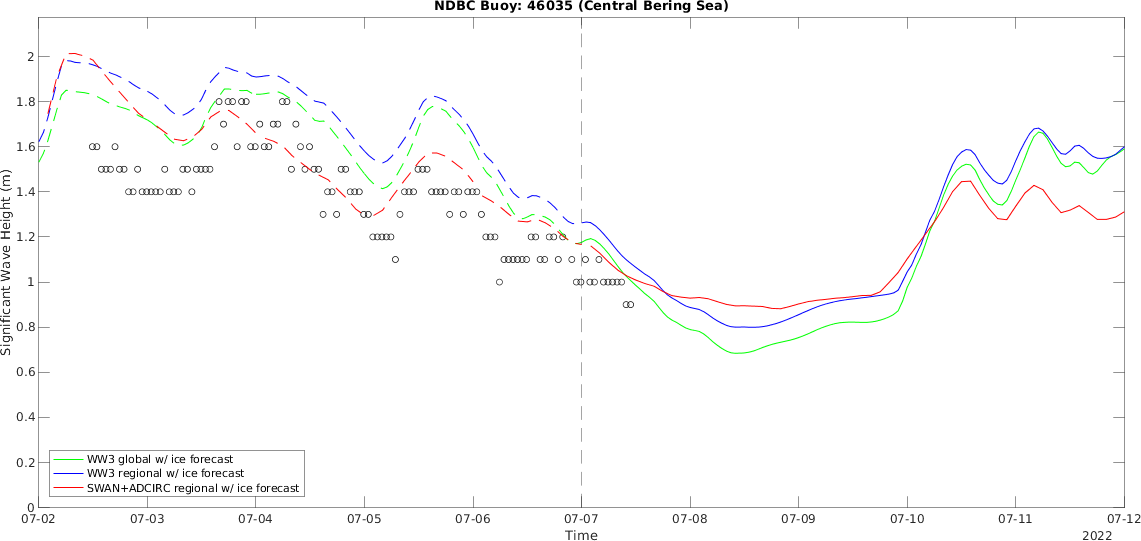 NDBC Buoy: 46035 (Central Bering Sea)
Significant Wave Height (m)
2
1.8
1.6
1.4
1.2
1
0.8
0.6
0.4
0.2
0
WW3 global w/ ice forecast
WW3 regional w/ ice forecast
SWAN+ADCIRC regional w/ ice forecast
07-02 07-03 07-04 07-05 07-06 07-07 07-08 07-09 07-10 07-11 07-12
Time
2022